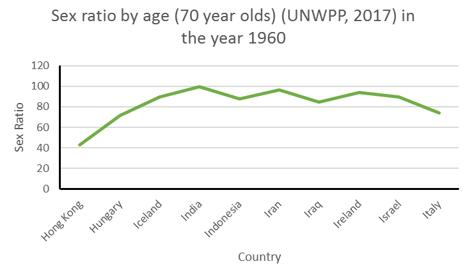 Sex ratio by age (70 year olds) (UNWPP, 2017) in
the year 1960
120
100
80
60
40
20
0
Sex Ratio
Hong Kong
Hungary
Iceland
India
Indonesia
Iran
Iraq
Ireland
Israel
Italy
Country